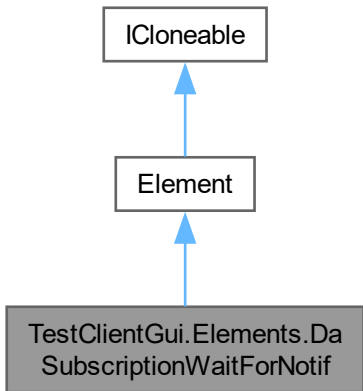 ICloneable
Element
TestClientGui.Elements.Da
SubscriptionWaitForNotif